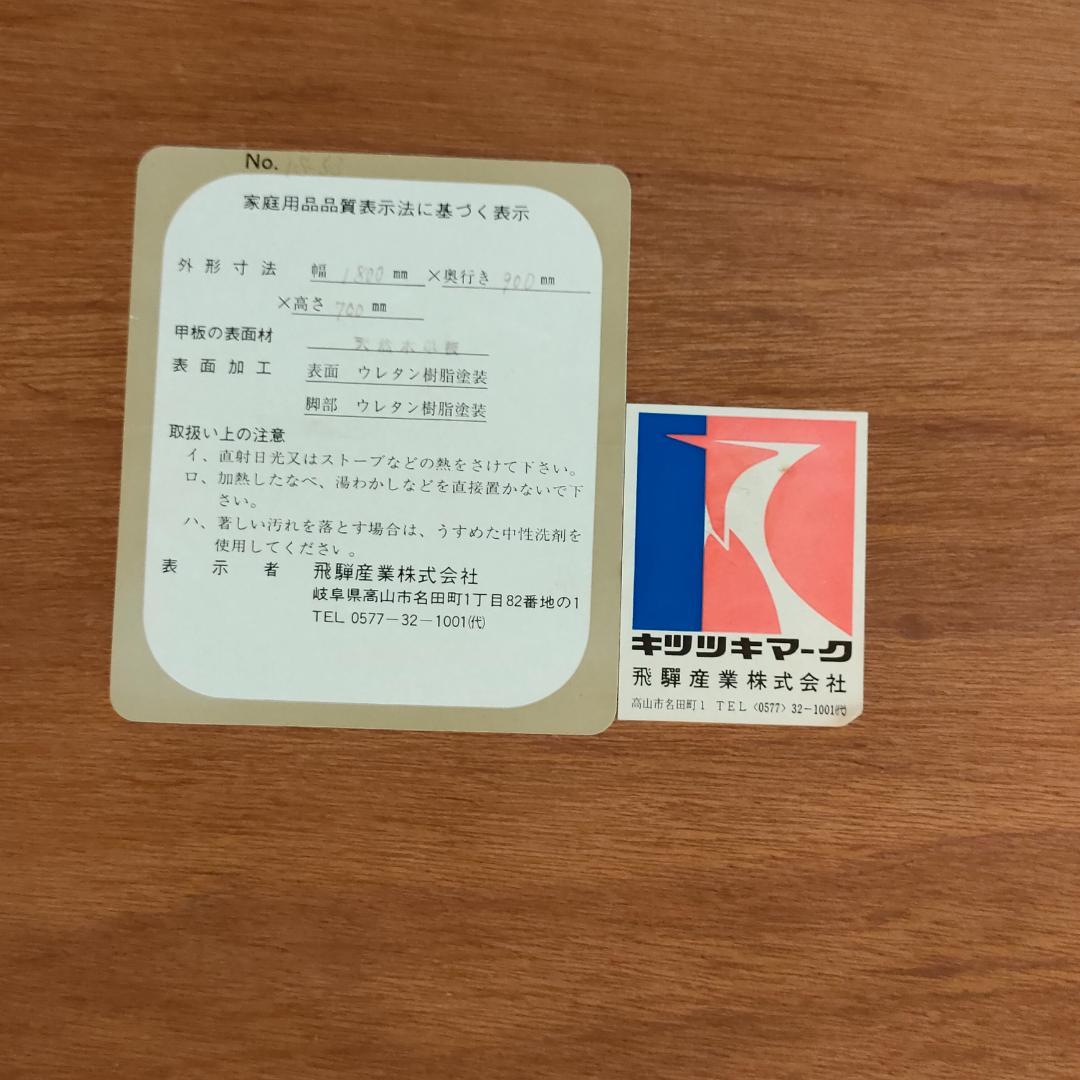 No.
家庭用品品質表示法に基づく表示
外形寸法 幅 1800 mm ×奥行き 900 mm
×高さ 700 mm
甲板の表面材 天然木
表面加工 表面 ウレタン樹脂塗装
脚部 ウレタン樹脂塗装
取扱い上の注意
イ、直射日光又はストーブなどの熱をさけて下さい。
ロ、加熱したなべ、湯わかしなどを直接置かないで下
さい。
ハ、著しい汚れを落とす場合は、うすめた中性洗剤を
使用してください。
表示者 飛驒産業株式会社
岐阜県高山市名田町1丁目82番地の1
TEL 0577-32-1001㈹
キツツキマーク
飛驒産業株式会社
高山市名田町1 TEL〈0577〉32-1001㈹